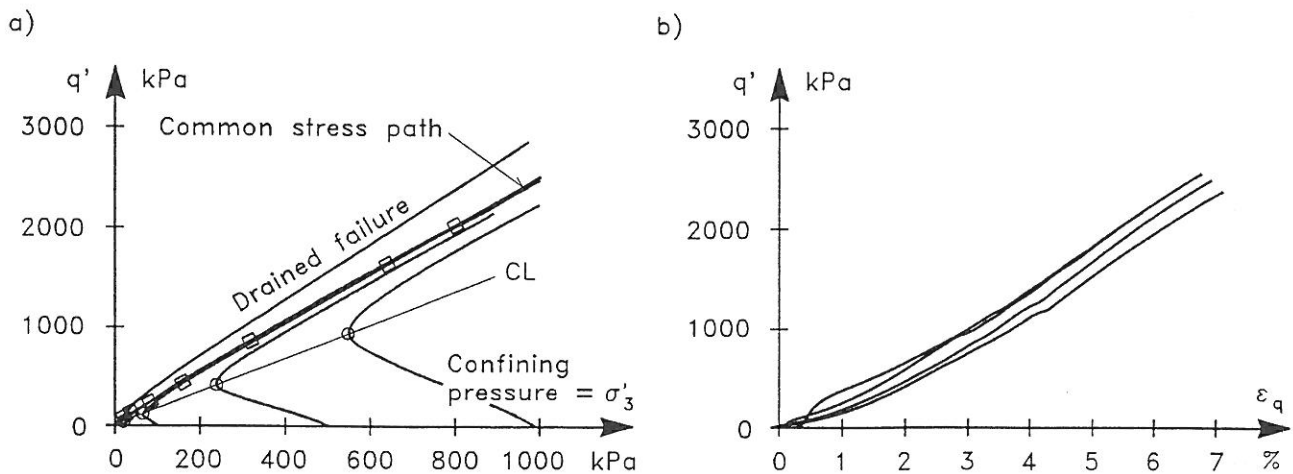 a)
q' kPa
3000
Common stress path
2000
Drained failure
CL
1000
Confining
pressure = σ'₃
0
0 200 400 600 800 1000 kPa
b)
q' kPa
3000
2000
1000
0
ε_q
0 1 2 3 4 5 6 7 %